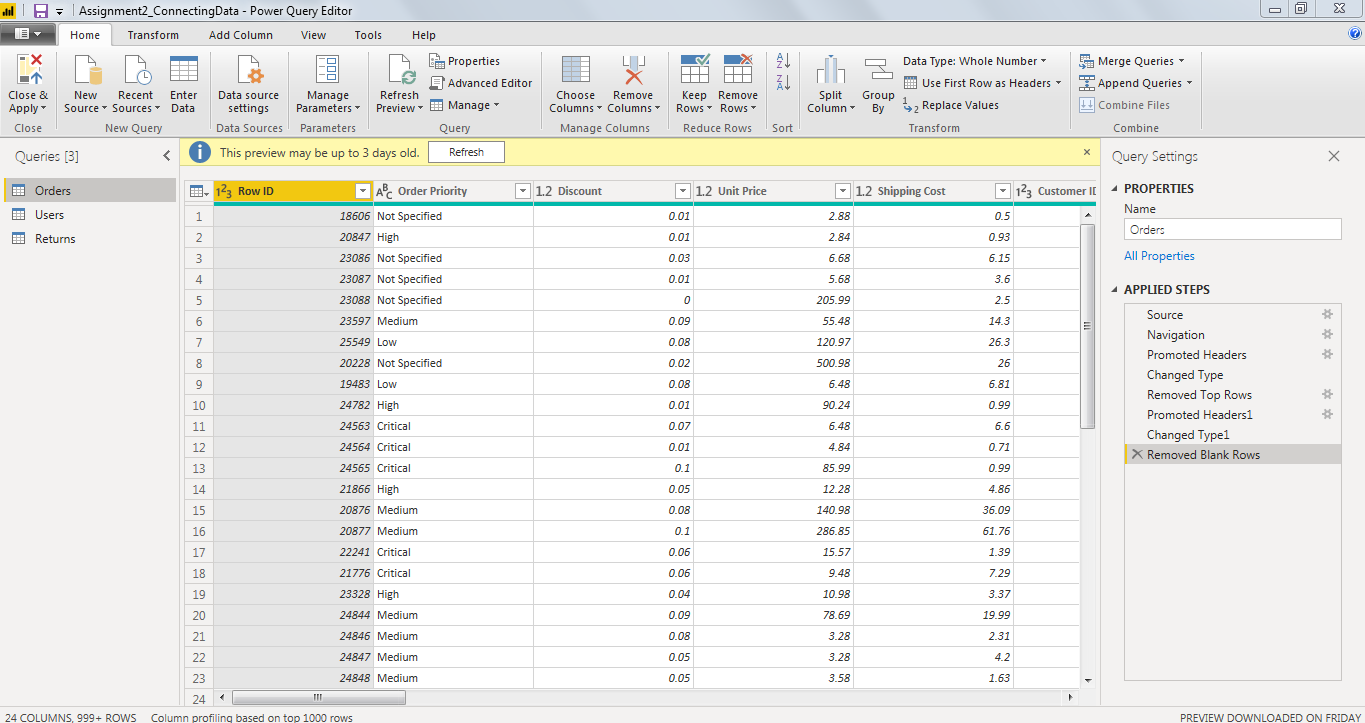 Assignment2_ConnectingData - Power Query Editor
Home Transform Add Column View Tools Help
Close & Apply
New Source
Recent Sources
Enter Data
Data source settings
Manage Parameters
Refresh Preview
Properties
Advanced Editor
Manage
Choose Columns
Remove Columns
Keep Rows
Remove Rows
Split Column
Group By
Data Type: Whole Number
Use First Row as Headers
Replace Values
Merge Queries
Append Queries
Combine Files
Close New Query Data Sources Parameters Query Manage Columns Reduce Rows Sort Transform Combine
Queries [3]
Orders
Users
Returns
This preview may be up to 3 days old. Refresh
Row ID Order Priority 1.2 Discount 1.2 Unit Price 1.2 Shipping Cost Customer ID
1 18606 Not Specified 0.01 2.88 0.5
2 20847 High 0.01 2.84 0.93
3 23086 Not Specified 0.03 6.68 6.15
4 23087 Not Specified 0.01 5.68 3.6
5 23088 Not Specified 0 205.99 2.5
6 23597 Medium 0.09 55.48 14.3
7 25549 Low 0.08 120.97 26.3
8 20228 Not Specified 0.02 500.98 26
9 19483 Low 0.08 6.48 6.81
10 24782 High 0.01 90.24 0.99
11 24563 Critical 0.07 6.48 6.6
12 24564 Critical 0.01 4.84 0.71
13 24565 Critical 0.1 85.99 0.99
14 21866 High 0.05 12.28 4.86
15 20876 Medium 0.08 140.98 36.09
16 20877 Medium 0.1 286.85 61.76
17 22241 Critical 0.06 15.57 1.39
18 21776 Critical 0.06 9.48 7.29
19 23328 High 0.04 10.98 3.37
20 24844 Medium 0.09 78.69 19.99
21 24846 Medium 0.08 3.28 2.31
22 24847 Medium 0.05 3.28 4.2
23 24848 Medium 0.05 3.58 1.63
24
Query Settings
PROPERTIES
Name
Orders
All Properties
APPLIED STEPS
Source
Navigation
Promoted Headers
Changed Type
Removed Top Rows
Promoted Headers1
Changed Type1
Removed Blank Rows
24 COLUMNS, 999+ ROWS Column profiling based on top 1000 rows PREVIEW DOWNLOADED ON FRIDAY